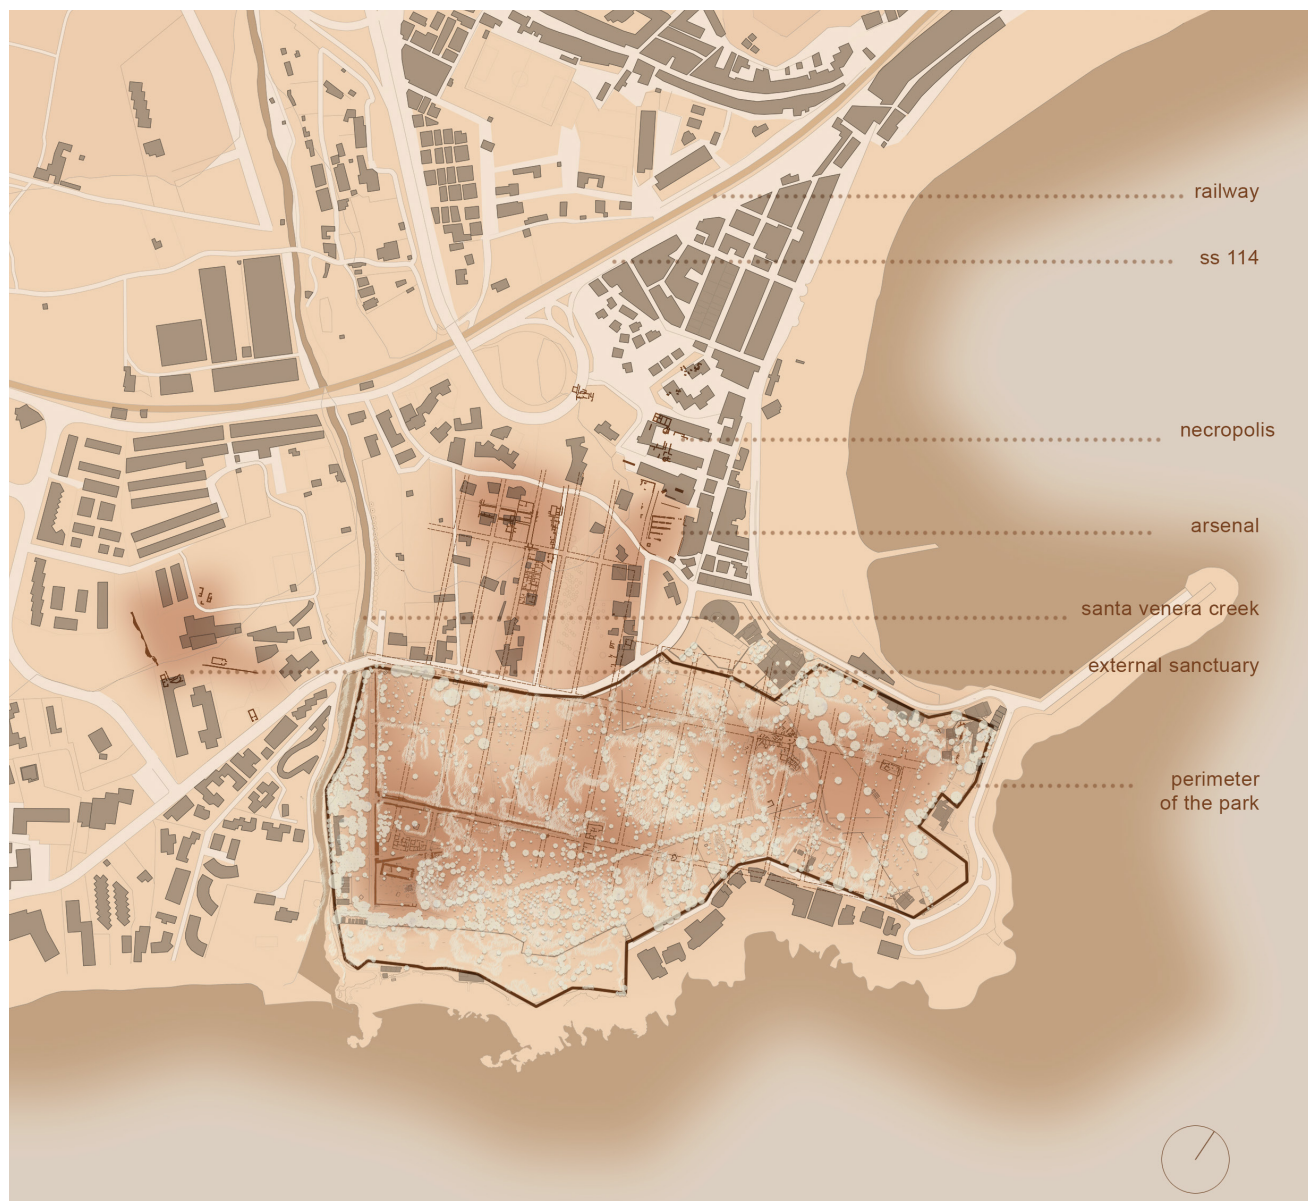 railway
ss 114
necropolis
arsenal
santa venera creek
external sanctuary
perimeter
of the park